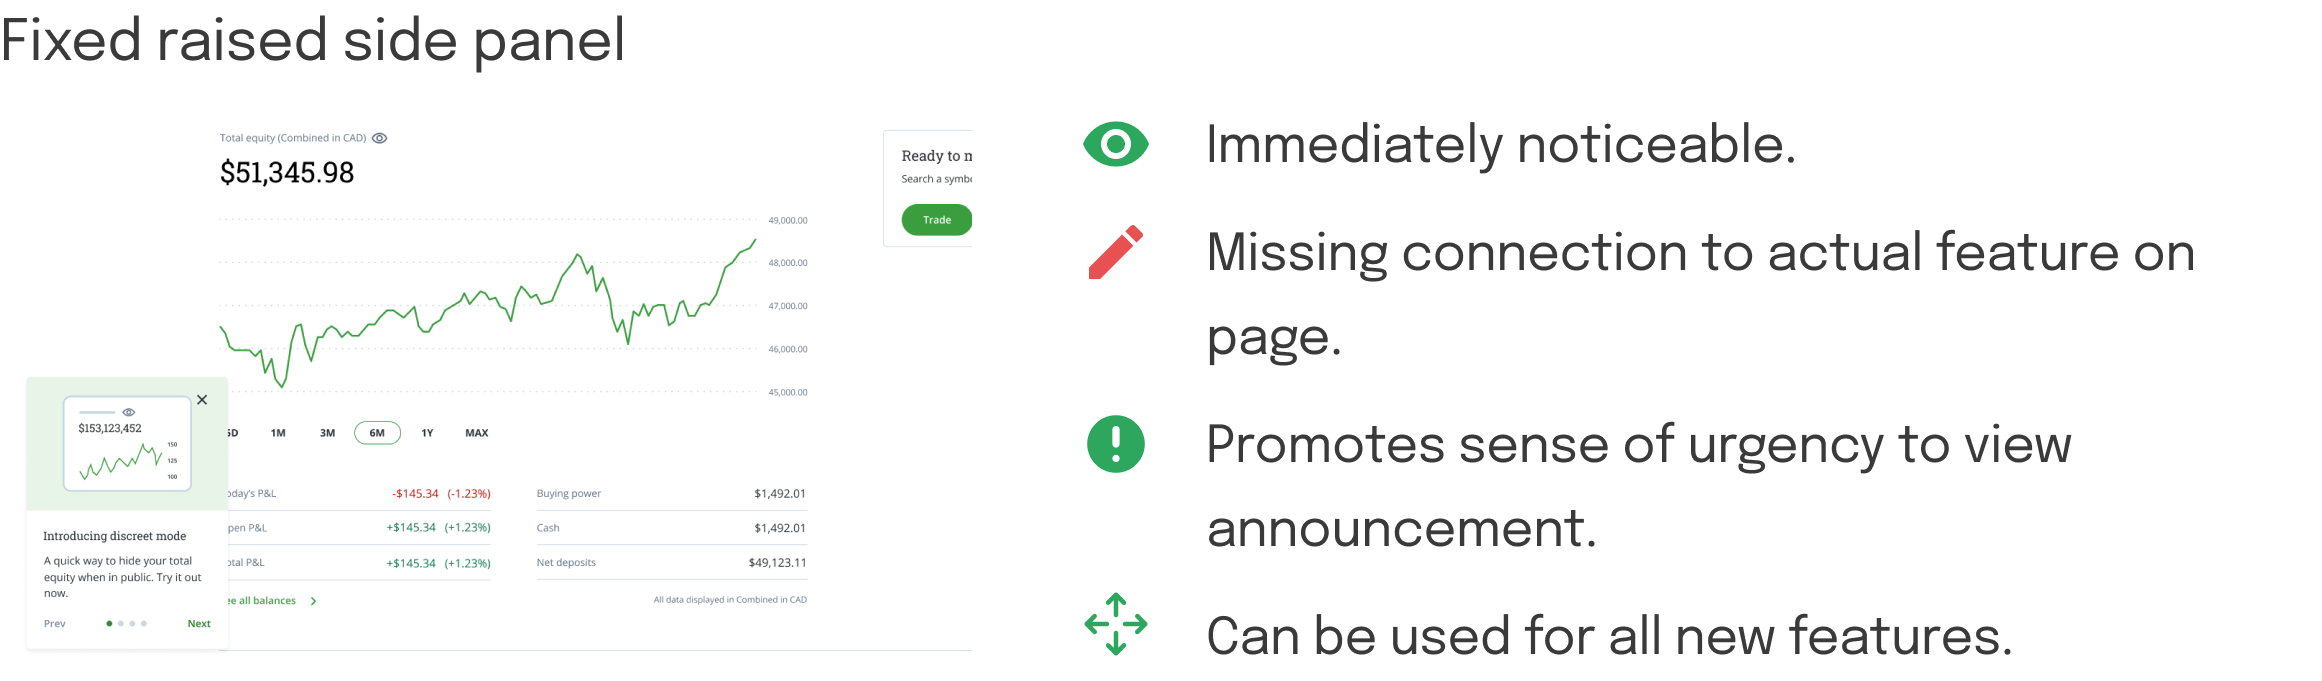 Fixed raised side panel
Total equity (Combined in CAD)
$51,345.98
Ready to
Search a
Trade
49,000.00
48,000.00
47,000.00
46,000.00
45,000.00
1M 3M 6M 1Y MAX
P&L -$145.34 (-1.23%)
P&L +$145.34 (+1.23%)
P&L +$145.34 (+1.23%)
all balances
Buying power $1,492.01
Cash $1,492.01
Net deposits $49,123.11
All data displayed in Combined in CAD
$153,123,452
150
125
100
Introducing discreet mode
A quick way to hide your total
equity when in public. Try it out
now.
Prev Next
Immediately noticeable.
Missing connection to actual feature on
page.
Promotes sense of urgency to view
announcement.
Can be used for all new features.